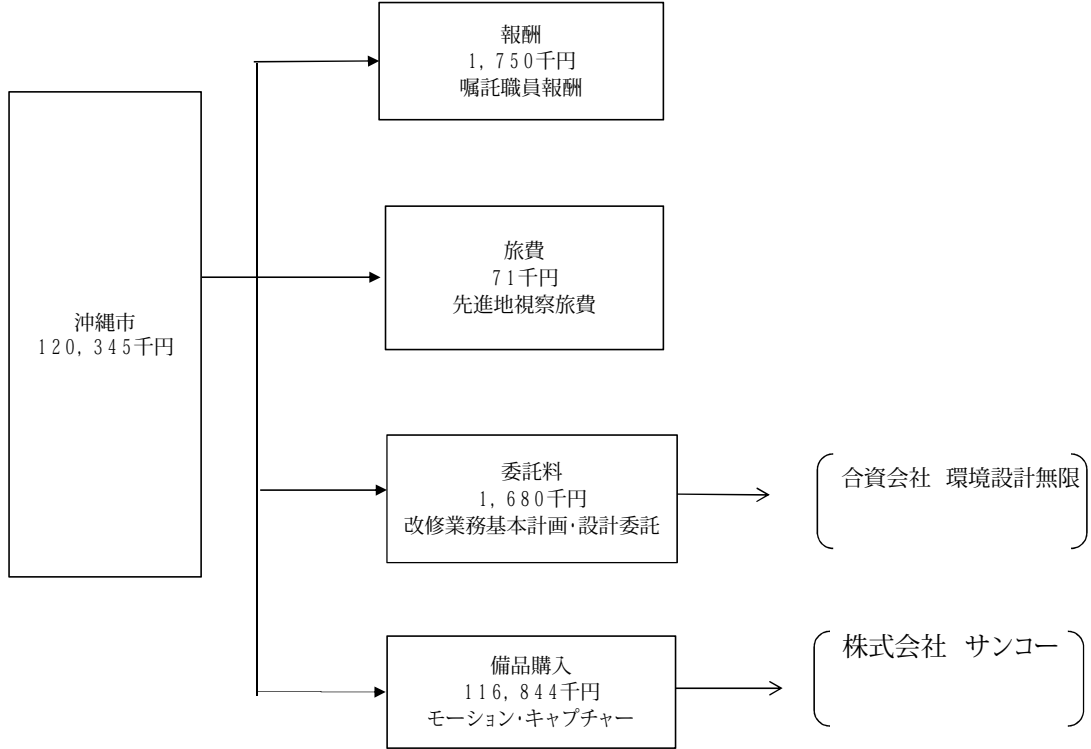 報酬
1,750千円
嘱託職員報酬
旅費
71千円
先進地視察旅費
沖縄市
120,345千円
委託料
1,680千円
改修業務基本計画・設計委託
合資会社 環境設計無限
備品購入
116,844千円
モーション・キャプチャー
株式会社 サンコー